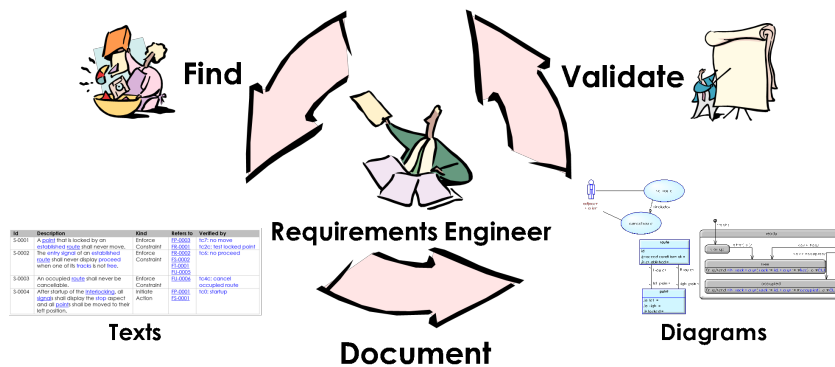 Find
Validate
Requirements Engineer
Id Description Kind Refers to Verified by
S-0001 A point that is locked by an Enforce FP-0003 tc7: no move
established route shall never move. Constraint FR-0001 tc2c: test locked point
S-0002 The entry signal of an established Enforce FR-0002 tc6: no proceed
route shall never display proceed Constraint FS-0002
when one of its tracks is not free. FT-0001
FU-0005
S-0003 An occupied route shall never be Enforce FU-0006 tc4c: cancel
cancellable. Constraint occupied route
S-0004 After startup of the Interlocking, all Initiate FP-0001 tc0: startup
signals shall display the stop aspect Action FS-0001
and all points shall be moved to their
left position.
route
point
Texts
Diagrams
Document